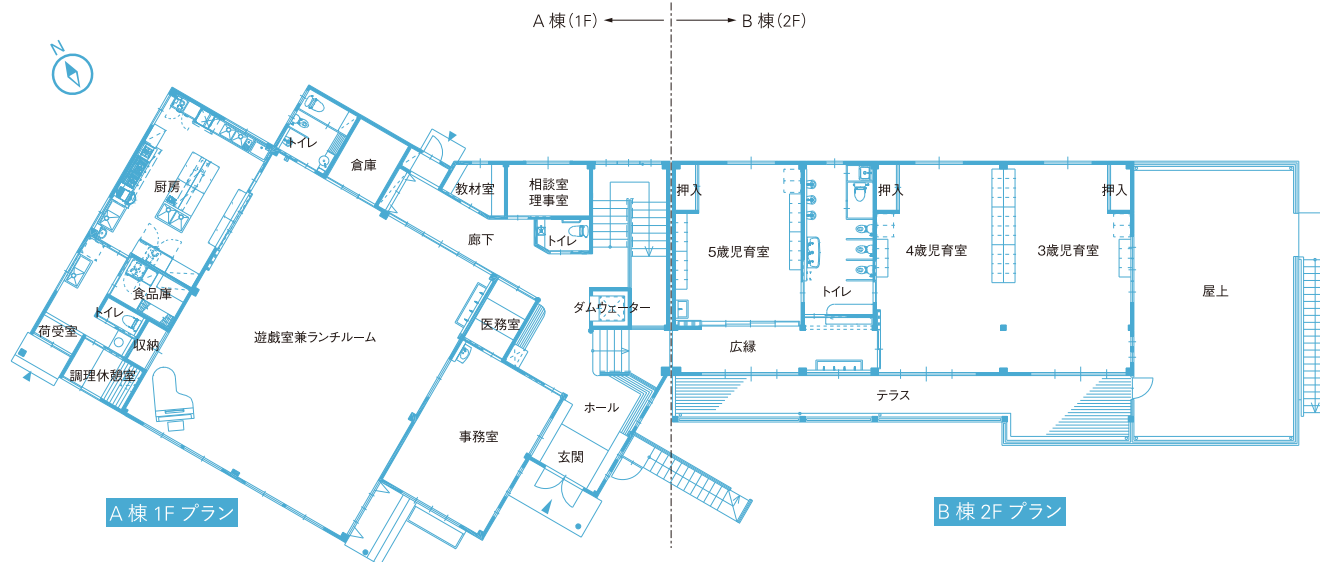 A棟(1F)
B棟(2F)
N
トイレ
倉庫
厨房
教材室
相談室
理事室
廊下
トイレ
食品庫
トイレ
荷受室
収納
調理休憩室
遊戯室兼ランチルーム
医務室
ダムウェーター
ホール
事務室
玄関
押入
5歳児育室
トイレ
押入
4歳児育室
押入
3歳児育室
屋上
広縁
テラス
A棟 1F プラン
B棟 2F プラン